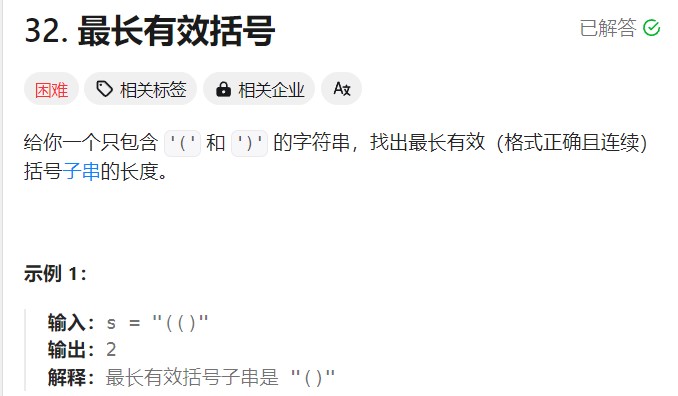 32. 最长有效括号
已解答
困难 相关标签 相关企业
给你一个只包含 '(' 和 ')' 的字符串，找出最长有效（格式正确且连续）
括号子串的长度。
示例 1：
输入：s = "(()"
输出：2
解释：最长有效括号子串是 "()"